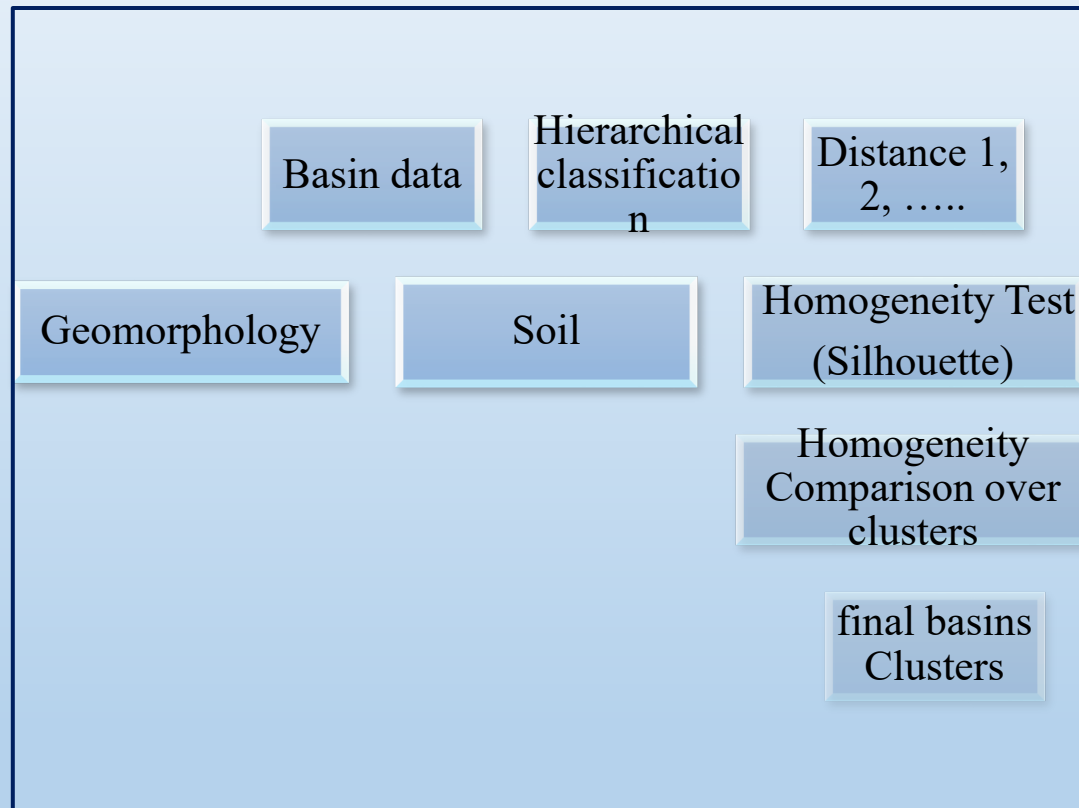 Basin data
Hierarchical
classificatio
n
Distance 1,
2, …..
Geomorphology
Soil
Homogeneity Test
(Silhouette)
Homogeneity
Comparison over
clusters
final basins
Clusters